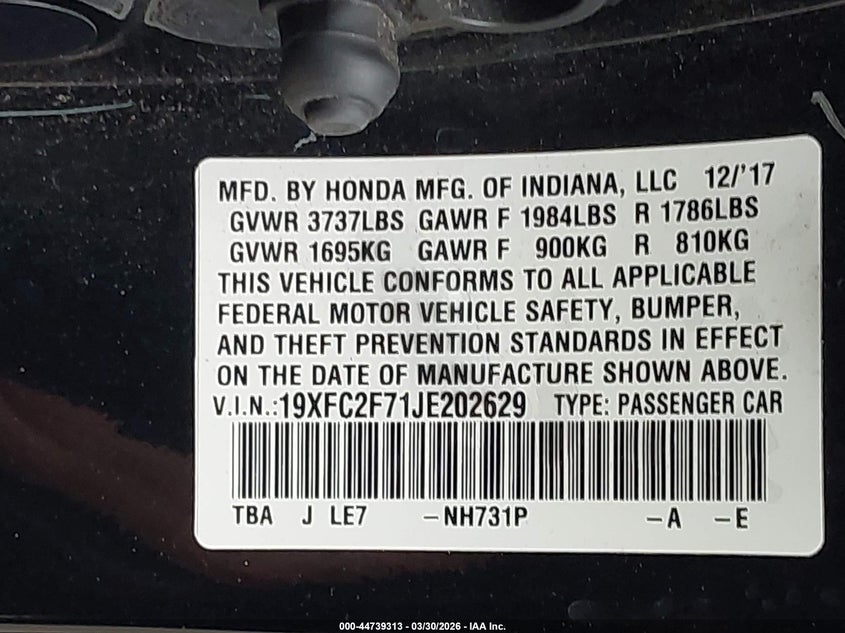 MFD. BY HONDA MFG. OF INDIANA, LLC 12/'17
GVWR 3737LBS GAWR F 1984LBS R 1786LBS
GVWR 1695KG GAWR F 900KG R 810KG
THIS VEHICLE CONFORMS TO ALL APPLICABLE
FEDERAL MOTOR VEHICLE SAFETY, BUMPER,
AND THEFT PREVENTION STANDARDS IN EFFECT
ON THE DATE OF MANUFACTURE SHOWN ABOVE.
V.I.N.:19XFC2F71JE202629 TYPE: PASSENGER CAR
TBA J LE7 -NH731P -A -E
000-44739313 - 03/30/2026 - IAA Inc.